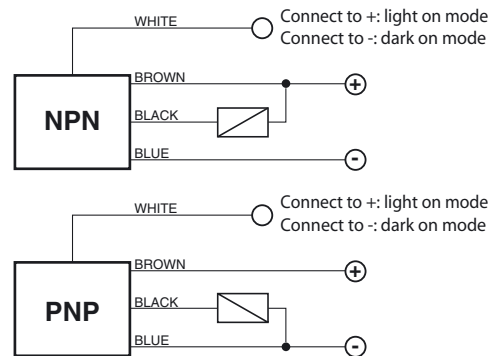 WHITE
Connect to +: light on mode
Connect to -: dark on mode
BROWN
+
NPN
BLACK
BLUE
-
WHITE
Connect to +: light on mode
Connect to -: dark on mode
BROWN
+
PNP
BLACK
BLUE
-